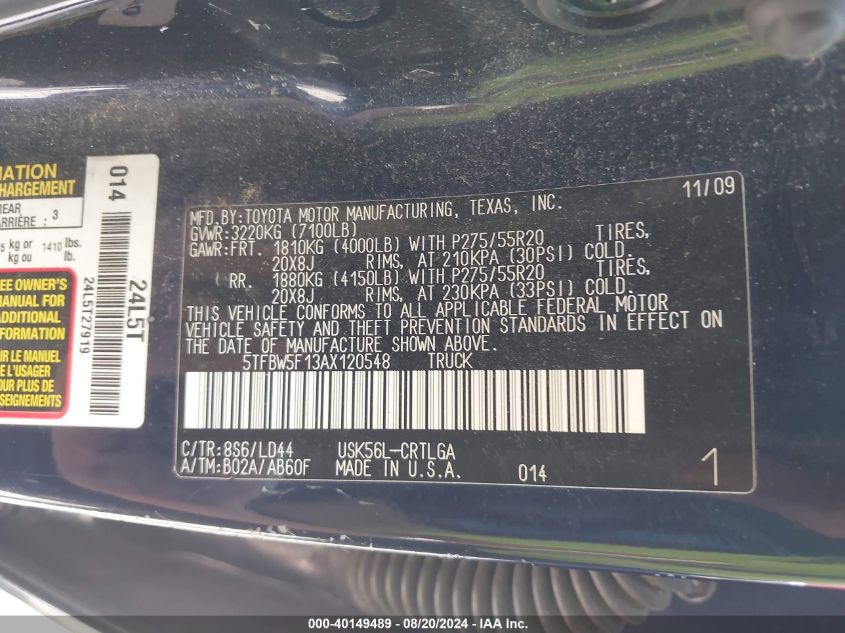 MATION
CHARGEMENT
REAR
ARRIÈRE : 3
5 kg or 1410 lbs.
kg ou lb.
EE OWNER'S
MANUAL FOR
ADDITIONAL
INFORMATION
IR LE MANUEL
L'USAGER
R PLUS DE
NSEIGNEMENTS
014
24L5T
24L5T27919
11/09
MFD. BY: TOYOTA MOTOR MANUFACTURING, TEXAS, INC.
GVWR: 3220KG (7100LB)
GAWR: FRT. 1810KG (4000LB) WITH P275/55R20 TIRES,
20X8J RIMS, AT 210KPA (30PSI) COLD.
( RR. 1880KG (4150LB) WITH P275/55R20 TIRES,
20X8J RIMS, AT 230KPA (33PSI) COLD.
THIS VEHICLE CONFORMS TO ALL APPLICABLE FEDERAL MOTOR
VEHICLE SAFETY AND THEFT PREVENTION STANDARDS IN EFFECT ON
THE DATE OF MANUFACTURE SHOWN ABOVE.
5TFBW5F13AX120548 TRUCK
C/TR: 8S6/LD44 USK56L-CRTLGA
A/TM: B02A/AB60F MADE IN U.S.A. 014 1
000-40149489 - 08/20/2024 - IAA Inc.